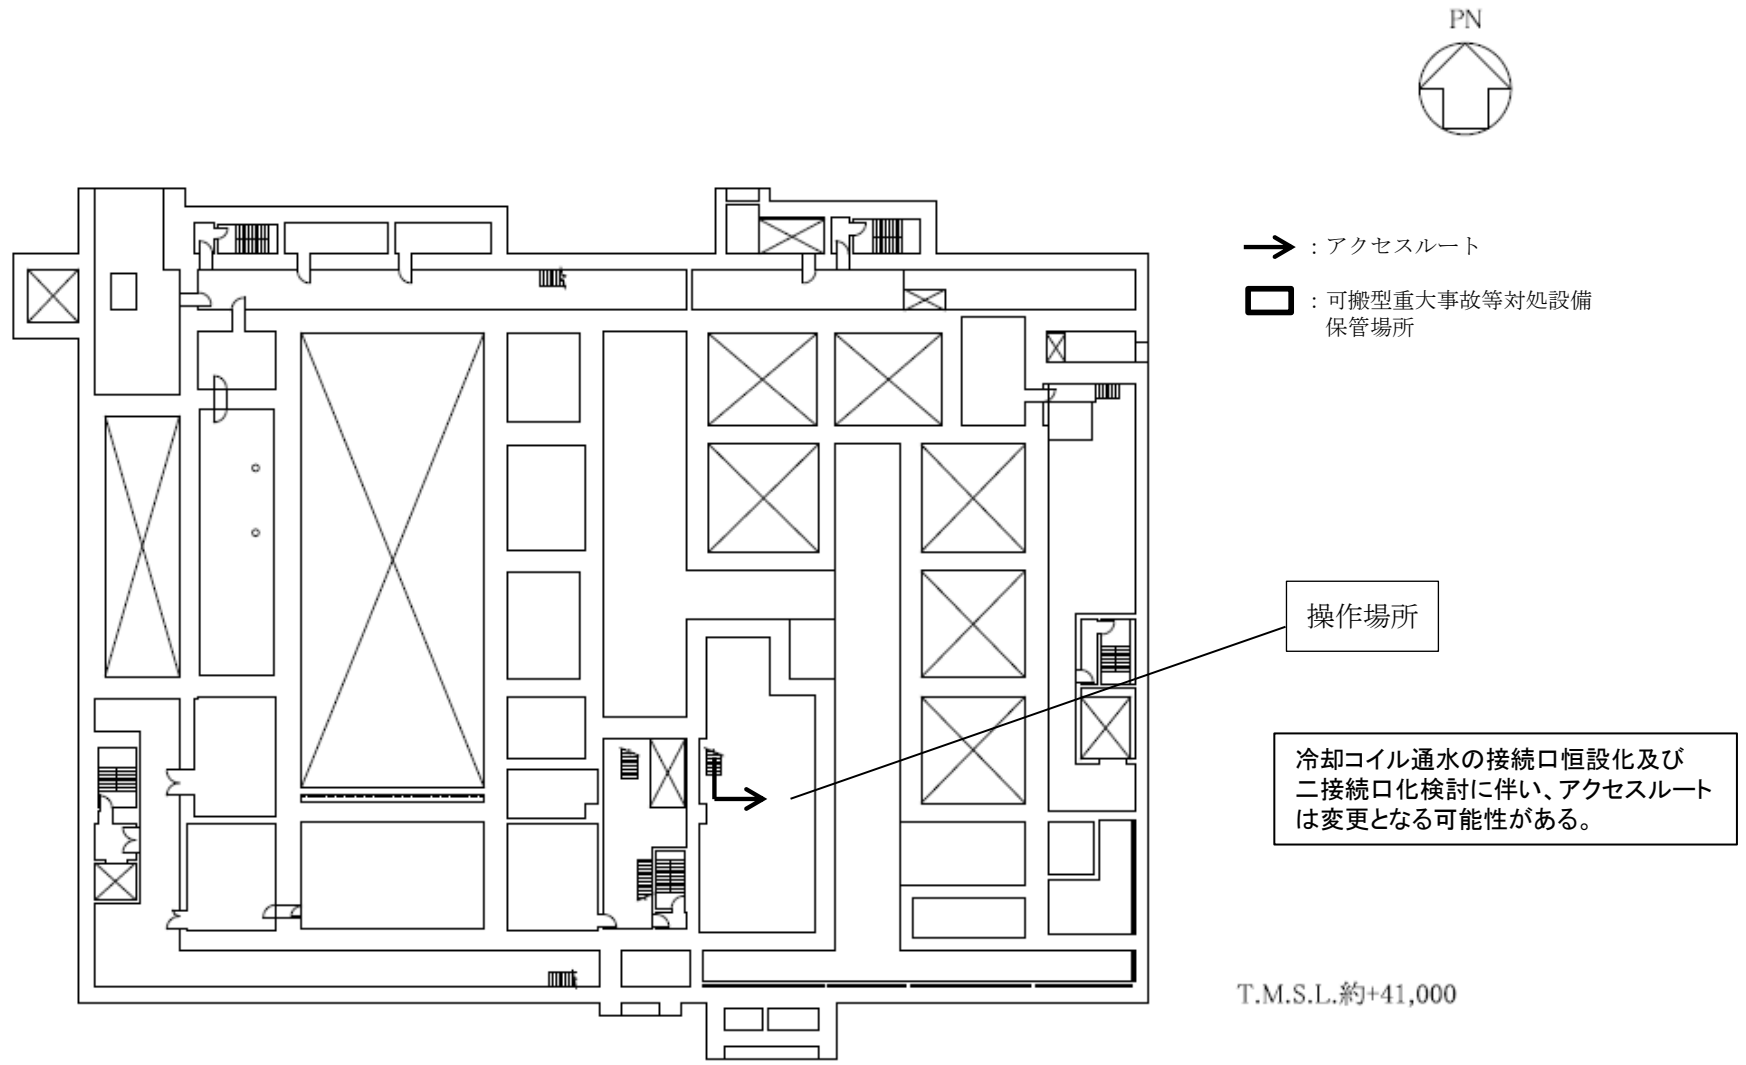 PN
：アクセスルート
：可搬型重大事故等対処設備
保管場所
操作場所
冷却コイル通水の接続口恒設化及び
二接続口化検討に伴い、アクセスルート
は変更となる可能性がある。
T.M.S.L.約+41,000